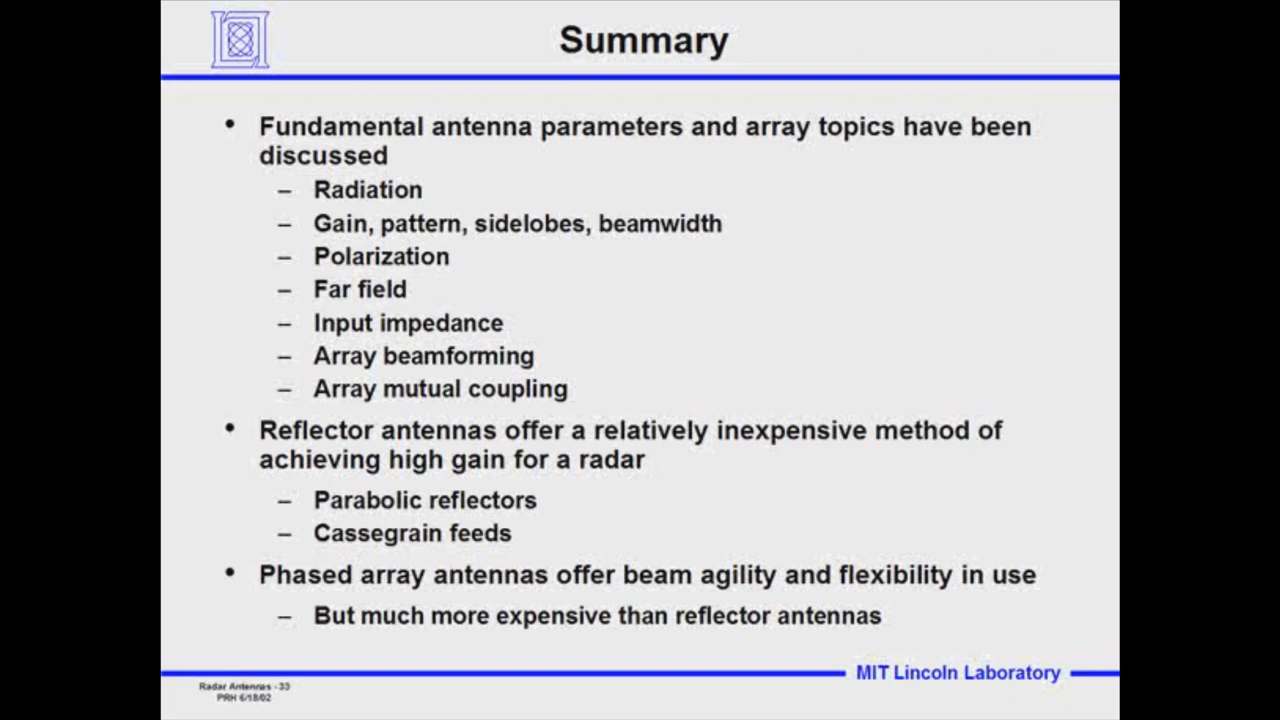 Summary
• Fundamental antenna parameters and array topics have been
discussed
– Radiation
– Gain, pattern, sidelobes, beamwidth
– Polarization
– Far field
– Input impedance
– Array beamforming
– Array mutual coupling
• Reflector antennas offer a relatively inexpensive method of
achieving high gain for a radar
– Parabolic reflectors
– Cassegrain feeds
• Phased array antennas offer beam agility and flexibility in use
– But much more expensive than reflector antennas
MIT Lincoln Laboratory
Radar Antennas - 33
PRH 6/18/02